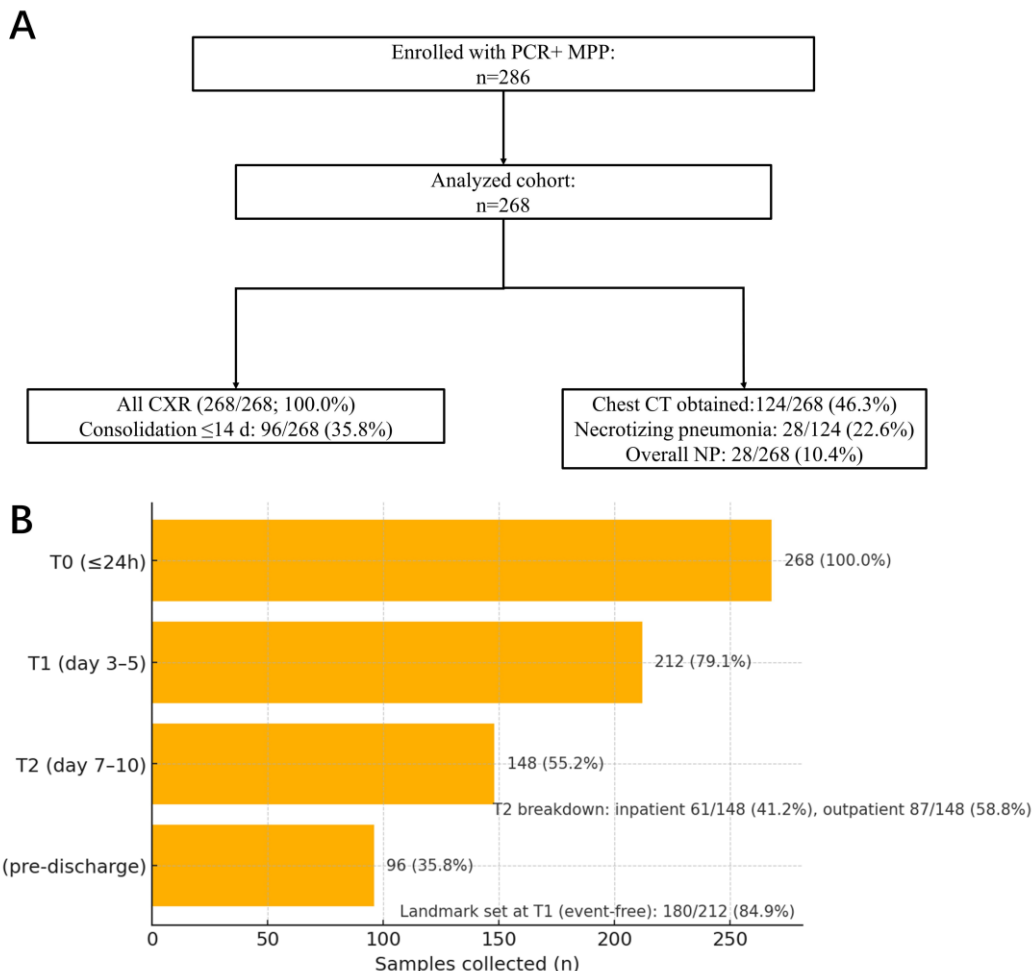 A
Enrolled with PCR+ MPP:
n=286
Analyzed cohort:
n=268
All CXR (268/268; 100.0%)
Consolidation ≤14 d: 96/268 (35.8%)
Chest CT obtained:124/268 (46.3%)
Necrotizing pneumonia: 28/124 (22.6%)
Overall NP: 28/268 (10.4%)
B
T0 (≤24h)
268 (100.0%)
T1 (day 3–5)
212 (79.1%)
T2 (day 7–10)
148 (55.2%)
T2 breakdown: inpatient 61/148 (41.2%), outpatient 87/148 (58.8%)
(pre-discharge)
96 (35.8%)
Landmark set at T1 (event-free): 180/212 (84.9%)
0 50 100 150 200 250
Samples collected (n)